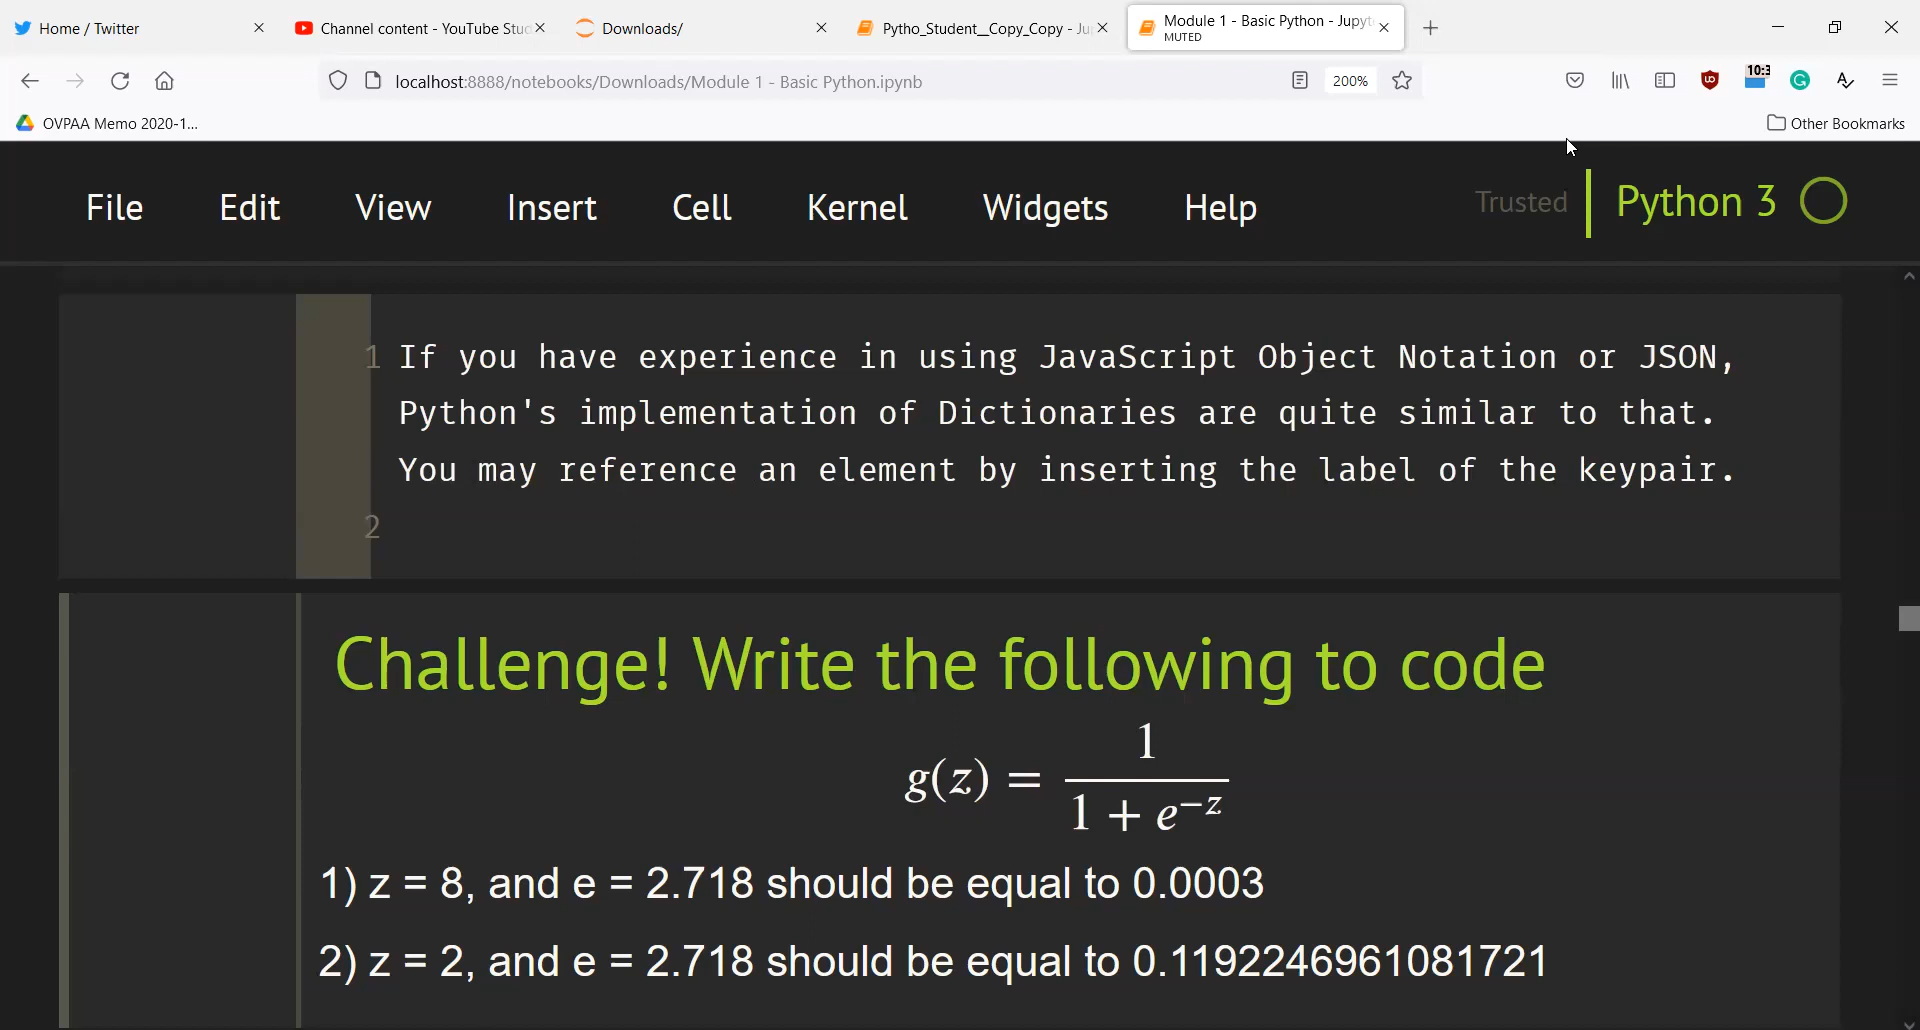 Home / Twitter
Channel content - YouTube Stud
Downloads/
Pytho_Student__Copy_Copy - Ju
Module 1 - Basic Python - Jupyt
MUTED
localhost:8888/notebooks/Downloads/Module 1 - Basic Python.ipynb
200%
10:3
OVPAA Memo 2020-1...
Other Bookmarks
File Edit View Insert Cell Kernel Widgets Help
Trusted
Python 3
1 If you have experience in using JavaScript Object Notation or JSON,
Python's implementation of Dictionaries are quite similar to that.
You may reference an element by inserting the label of the keypair.
2
Challenge! Write the following to code
g(z) = 1 / (1 + e^{-z})
1) z = 8, and e = 2.718 should be equal to 0.0003
2) z = 2, and e = 2.718 should be equal to 0.1192246961081721